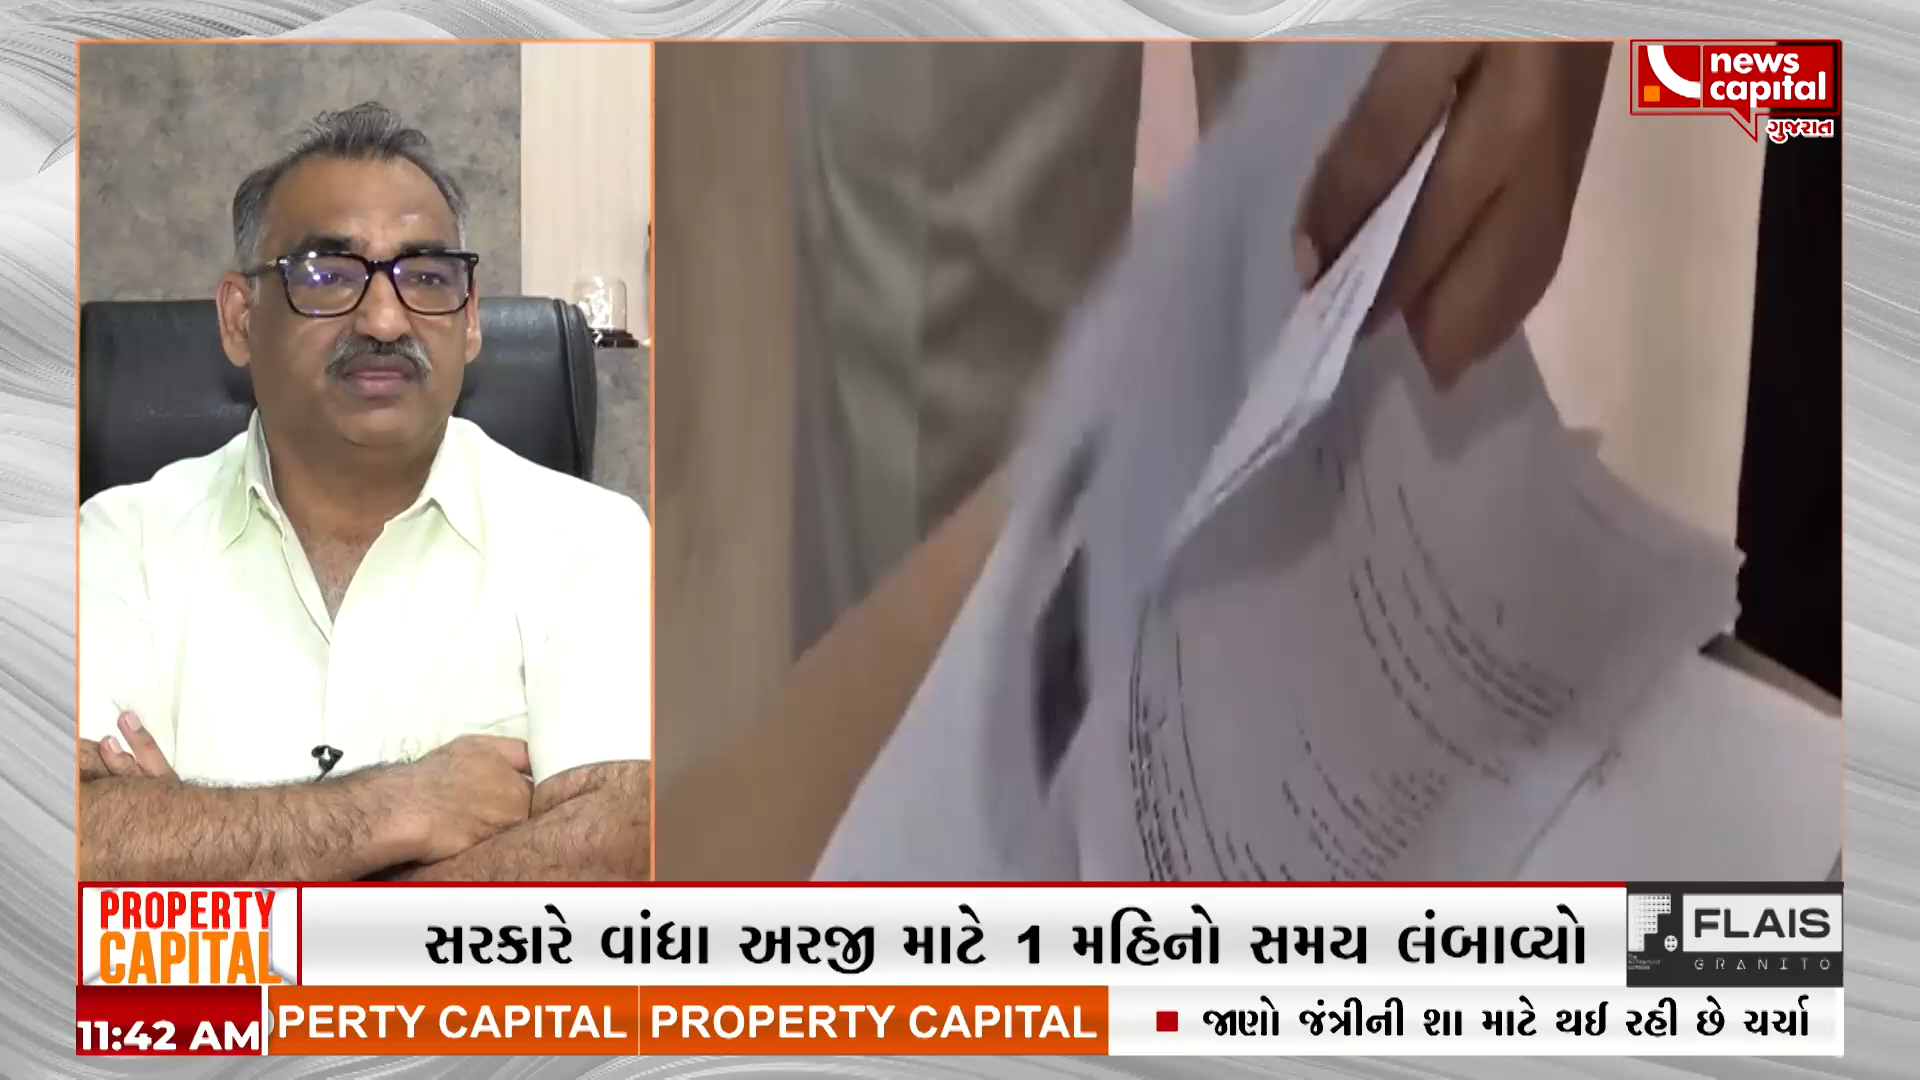 news
capital
ગુજરાત
PROPERTY
CAPITAL
સરકારે વાંધા અરજી માટે 1 મહિનો સમય લંબાવ્યો
FLAIS
GRANITO
11:42 AM
OPERTY CAPITAL
PROPERTY CAPITAL
જાણો જંત્રીની શા માટે થઈ રહી છે ચર્ચા